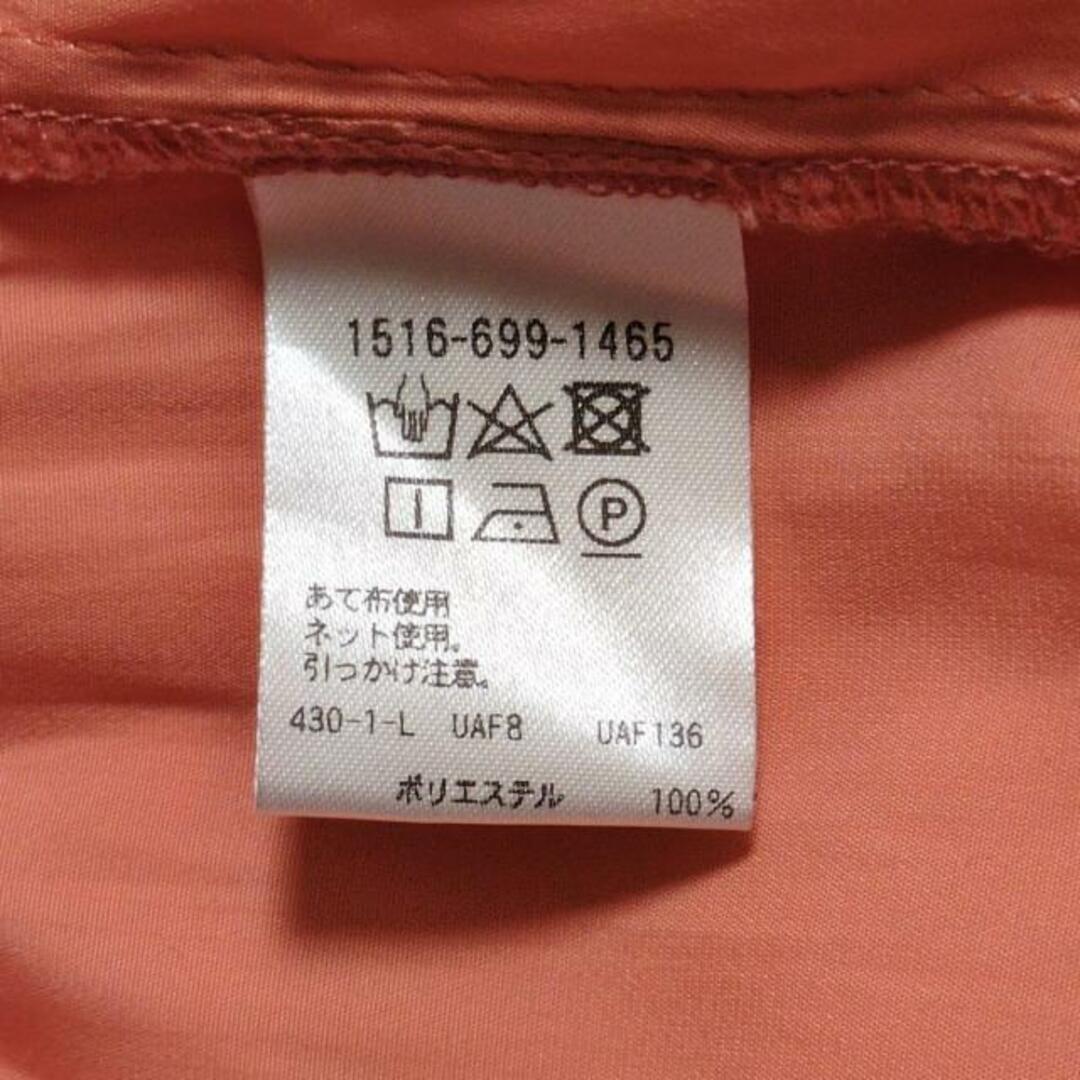 1516-699-1465
P
あて布使用
ネット使用。
引っかけ注意。
430-1-L UAF8 UAF136
ポリエステル 100%